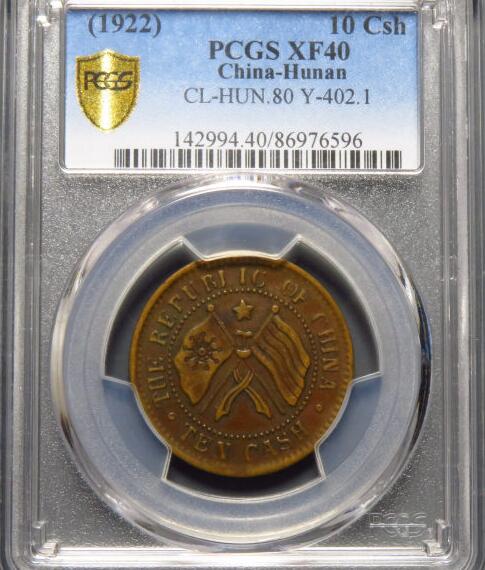 (1922) 10 Csh
PCGS XF40
China-Hunan
CL-HUN.80 Y-402.1
142994.40/86976596
PCGS
THE REPUBLIC OF CHINA
TEN CASH
PCGS